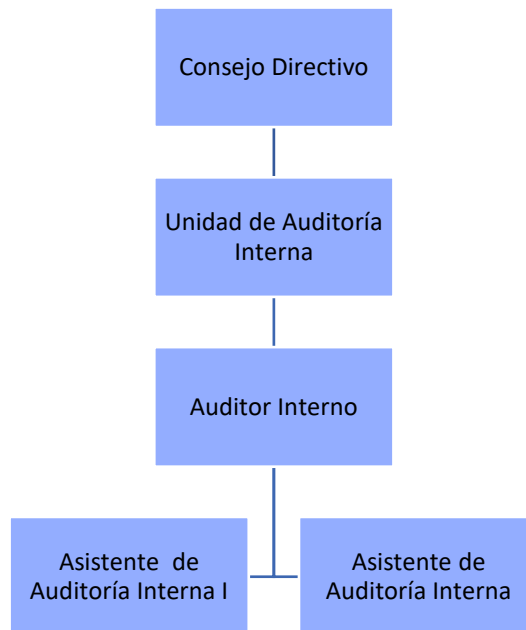 Consejo Directivo
Unidad de Auditoría
Interna
Auditor Interno
Asistente de
Auditoría Interna I
Asistente de
Auditoría Interna